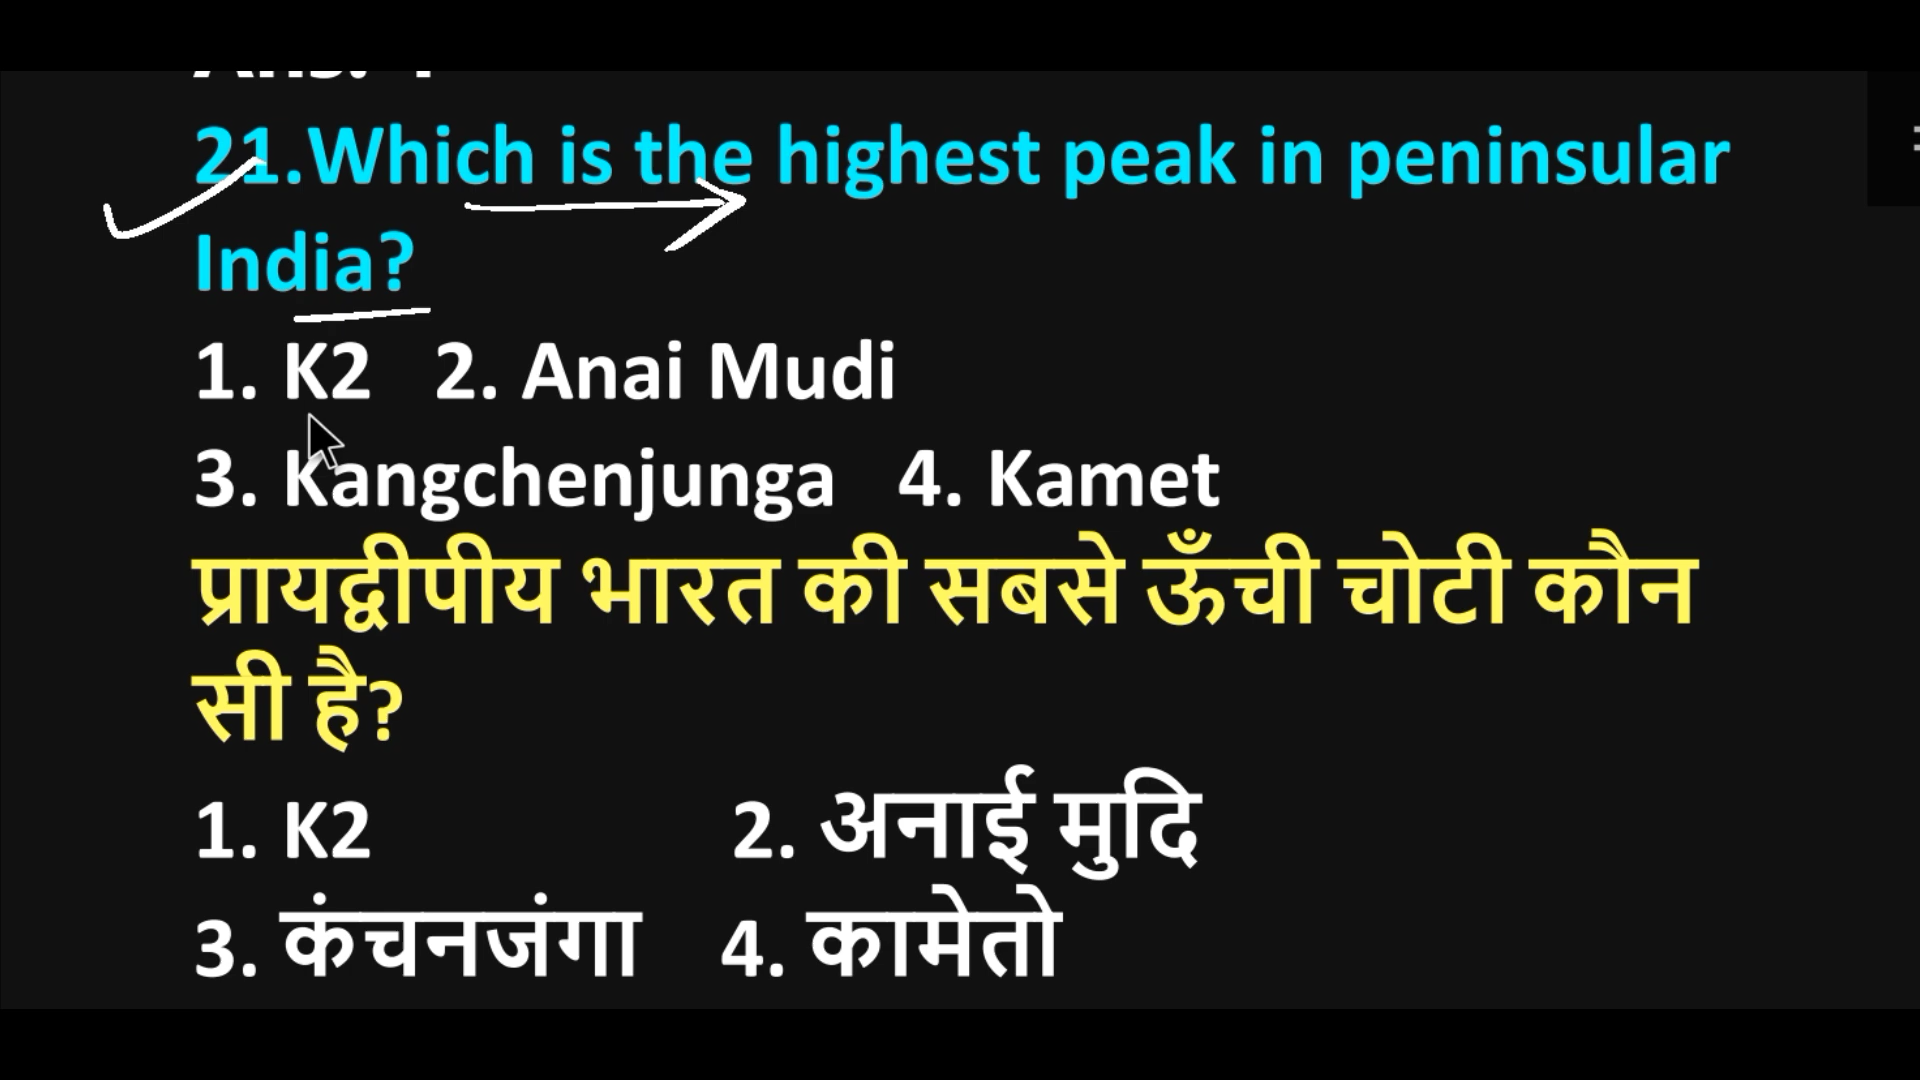 21.Which is the highest peak in peninsular
India?
1. K2 2. Anai Mudi
3. Kangchenjunga 4. Kamet
प्रायद्वीपीय भारत की सबसे ऊँची चोटी कौन
सी है?
1. K2 2. अनाई मुदि
3. कंचनजंगा 4. कामेतो